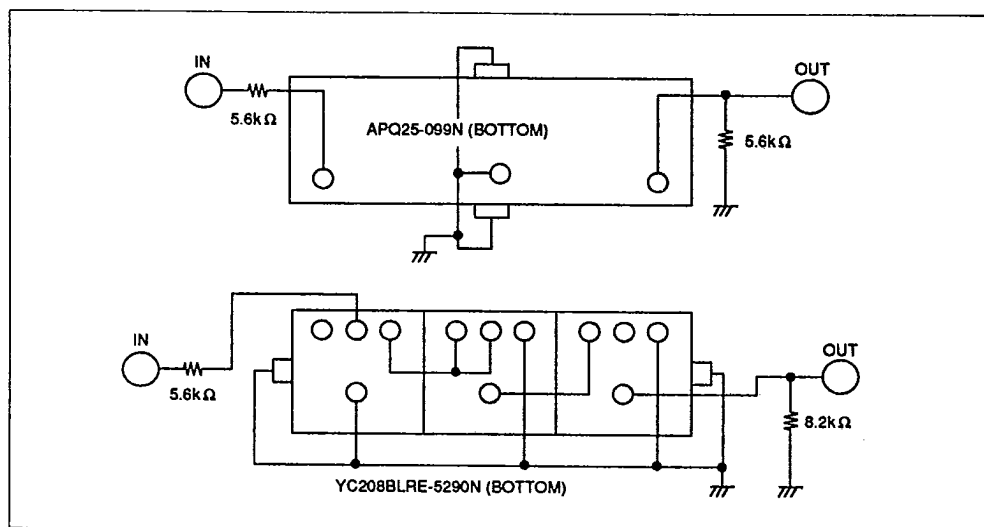 IN
OUT
5.6kΩ
APQ25-099N (BOTTOM)
5.6kΩ
IN
OUT
5.6kΩ
8.2kΩ
YC208BLRE-5290N (BOTTOM)